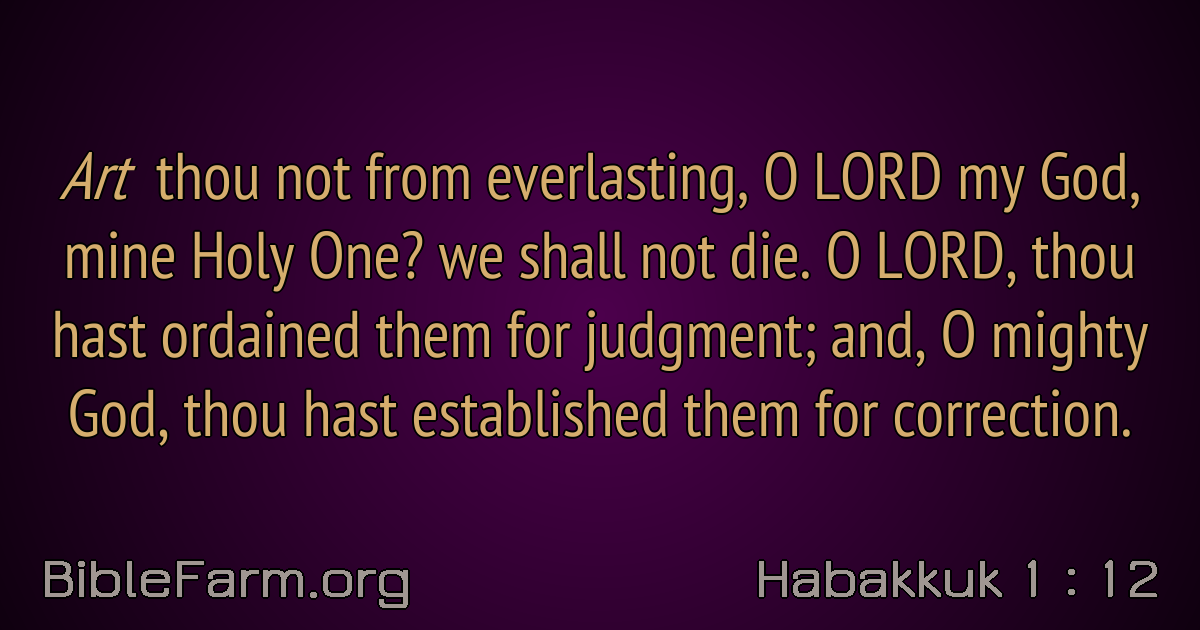 Art thou not from everlasting, O LORD my God,
mine Holy One? we shall not die. O LORD, thou
hast ordained them for judgment; and, O mighty
God, thou hast established them for correction.
BibleFarm.org
Habakkuk 1 : 12